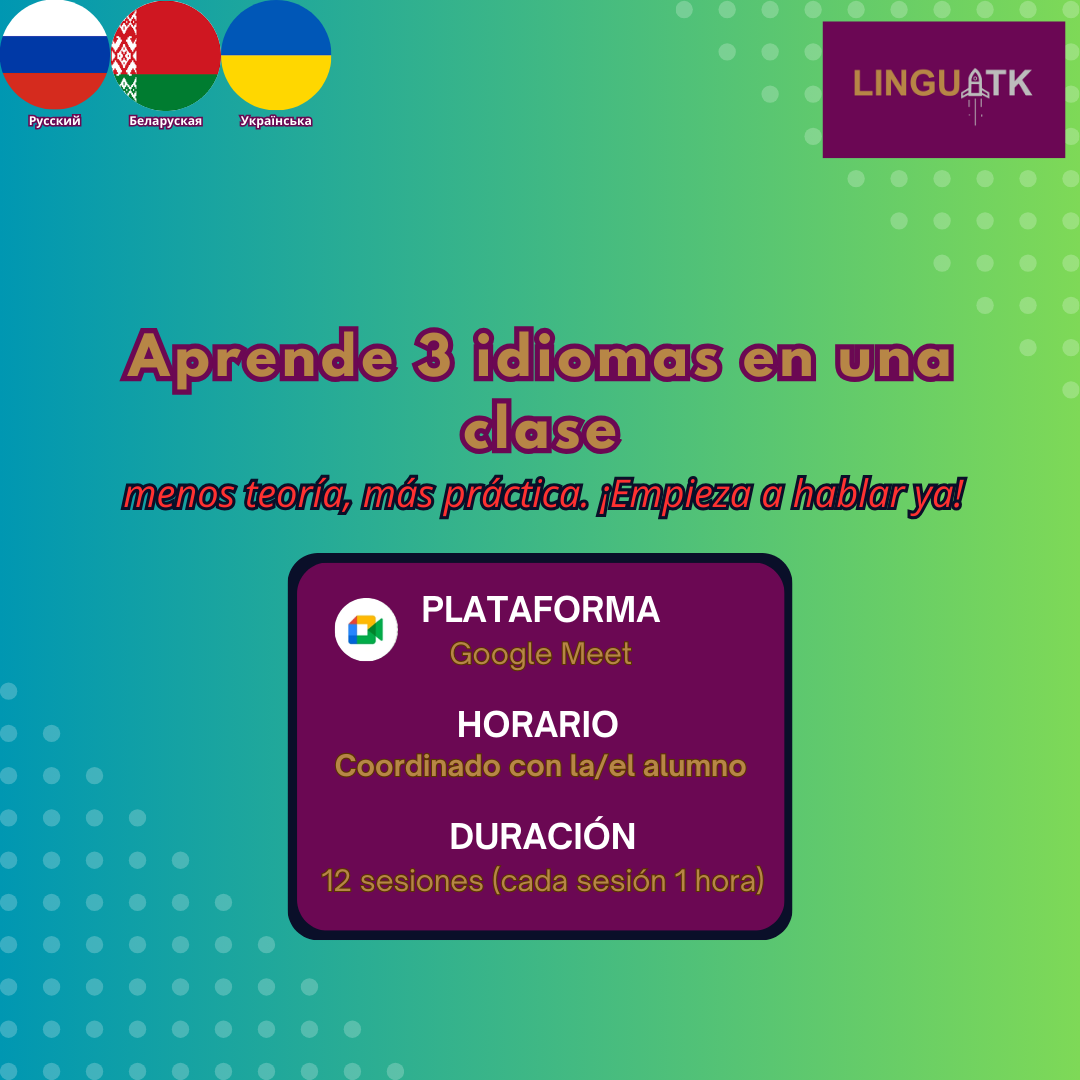 Русский
Беларуская
Українська
LINGUATK
Aprende 3 idiomas en una
clase
menos teoría, más práctica. ¡Empieza a hablar ya!
PLATAFORMA
Google Meet
HORARIO
Coordinado con la/el alumno
DURACIÓN
12 sesiones (cada sesión 1 hora)